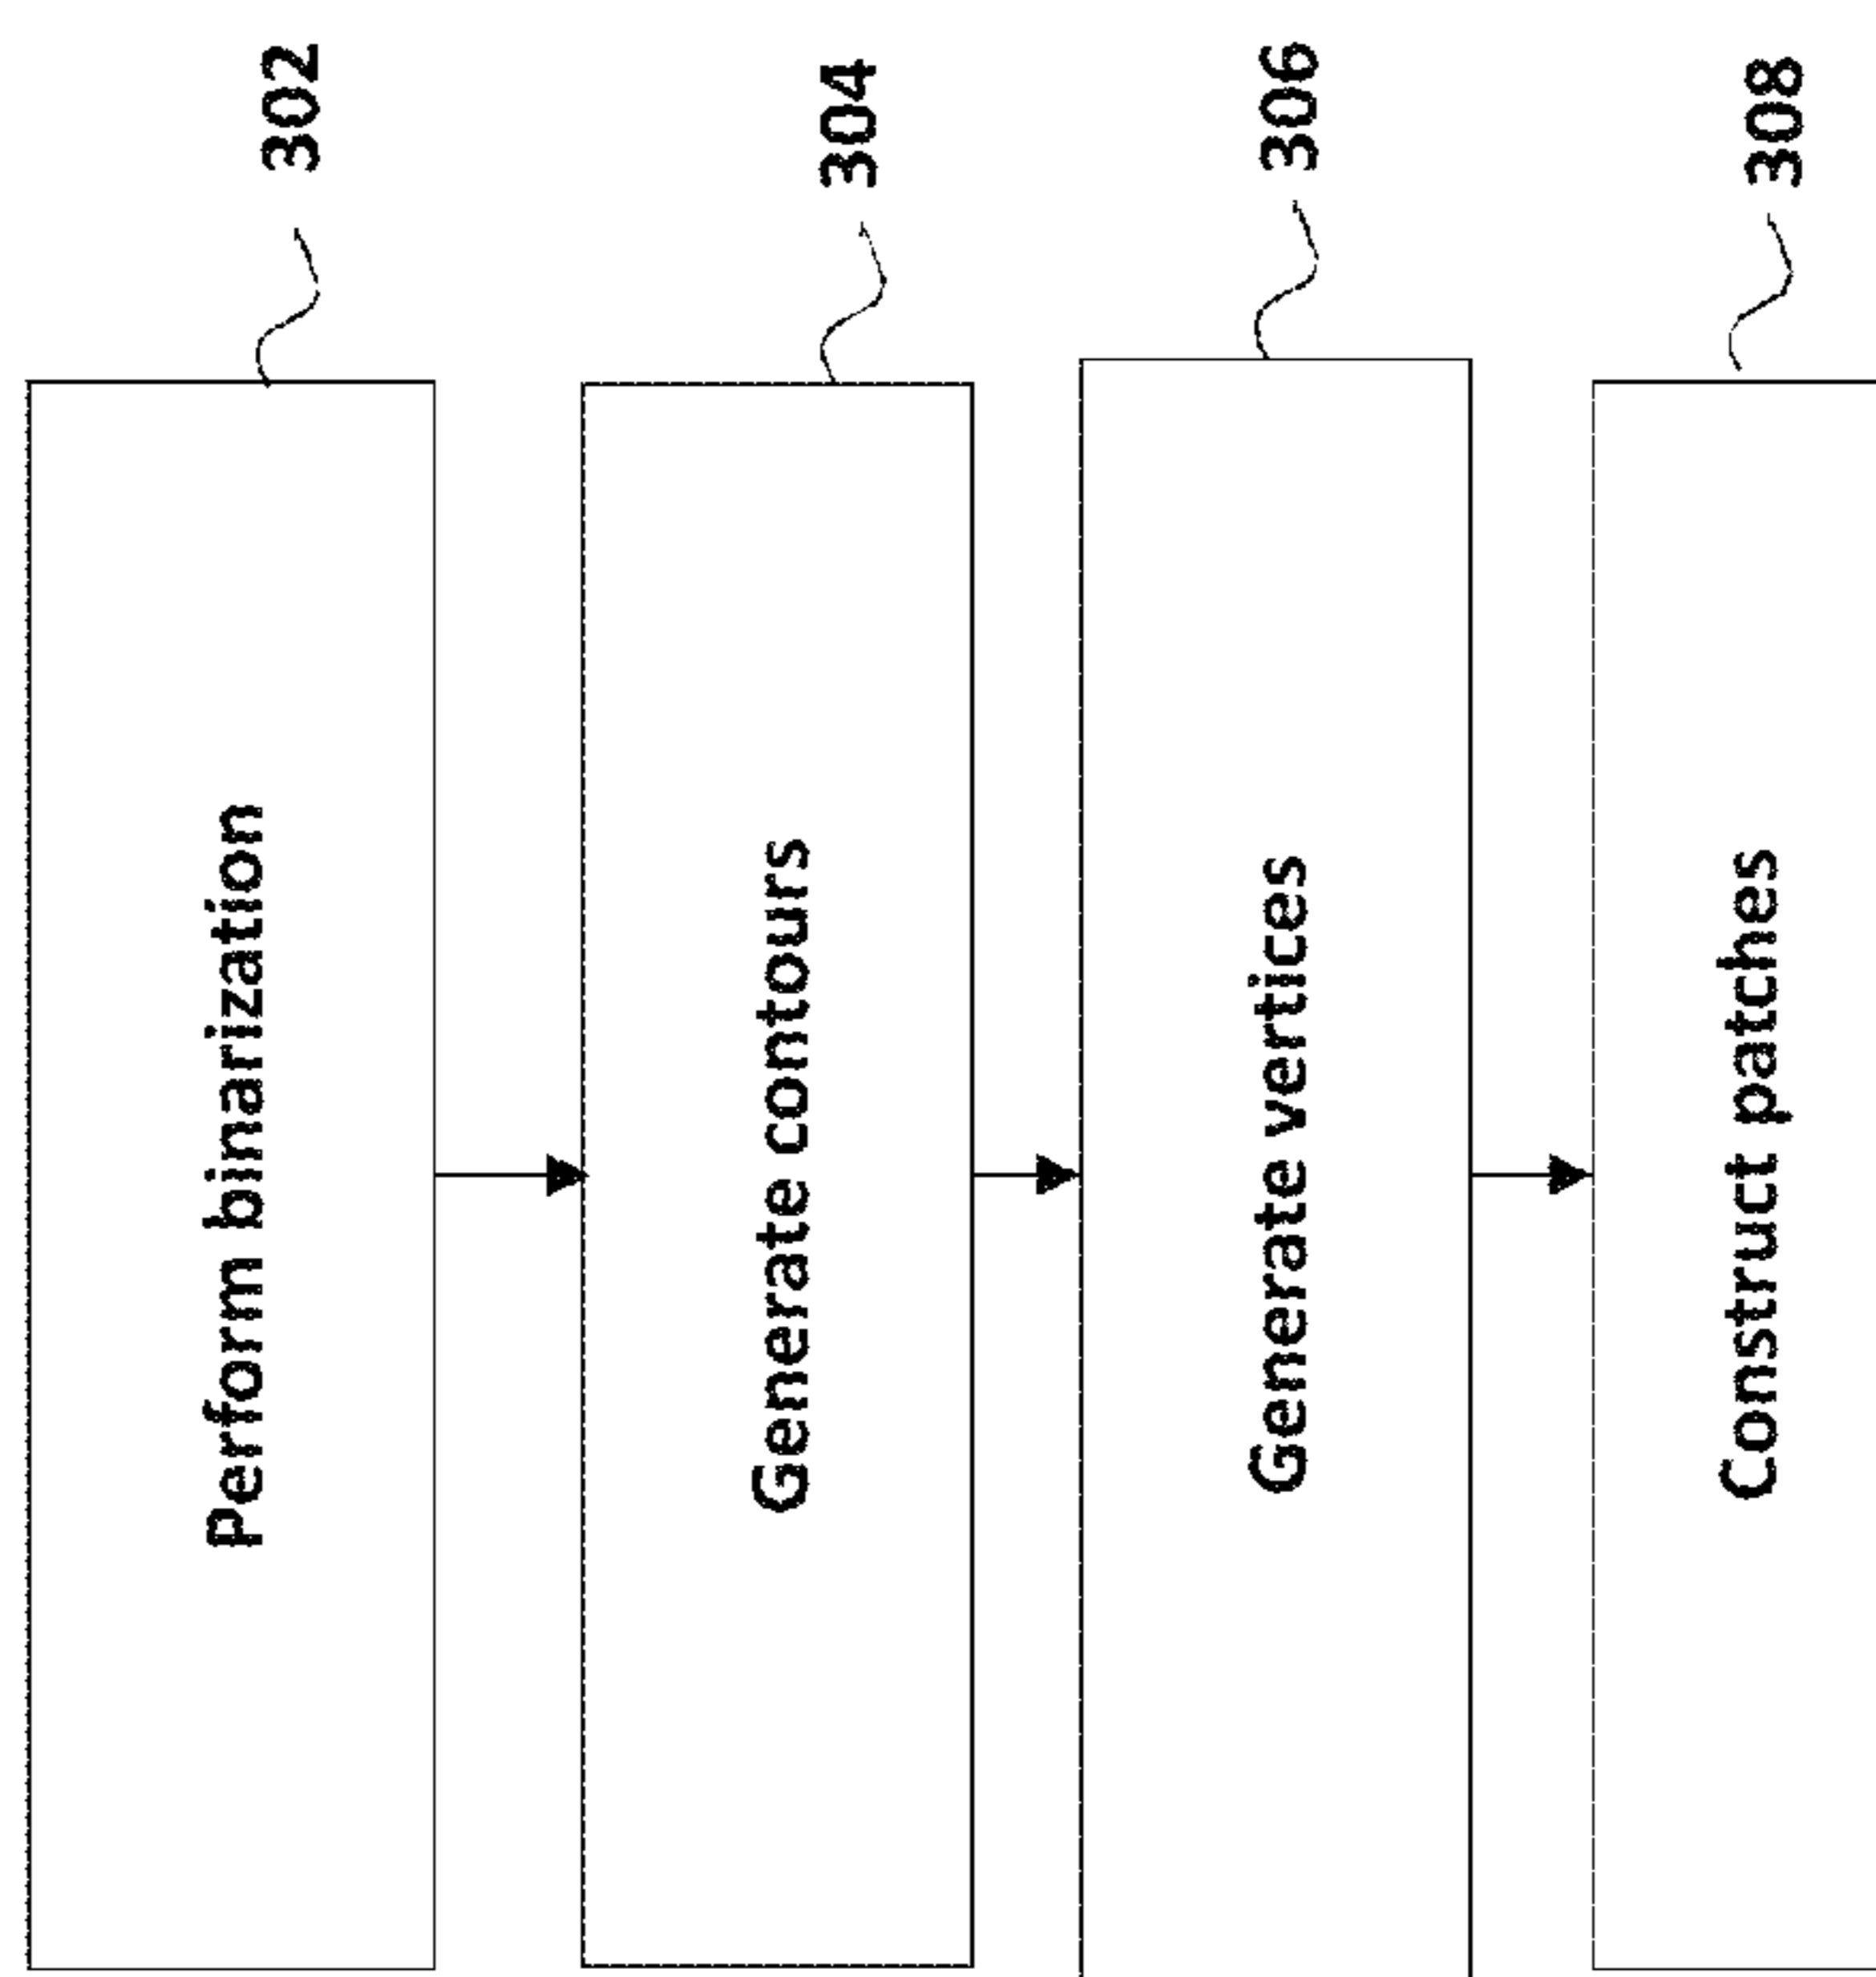 Perform binarization
302
Generate contours
304
Generate vertices
306
Construct patches
308